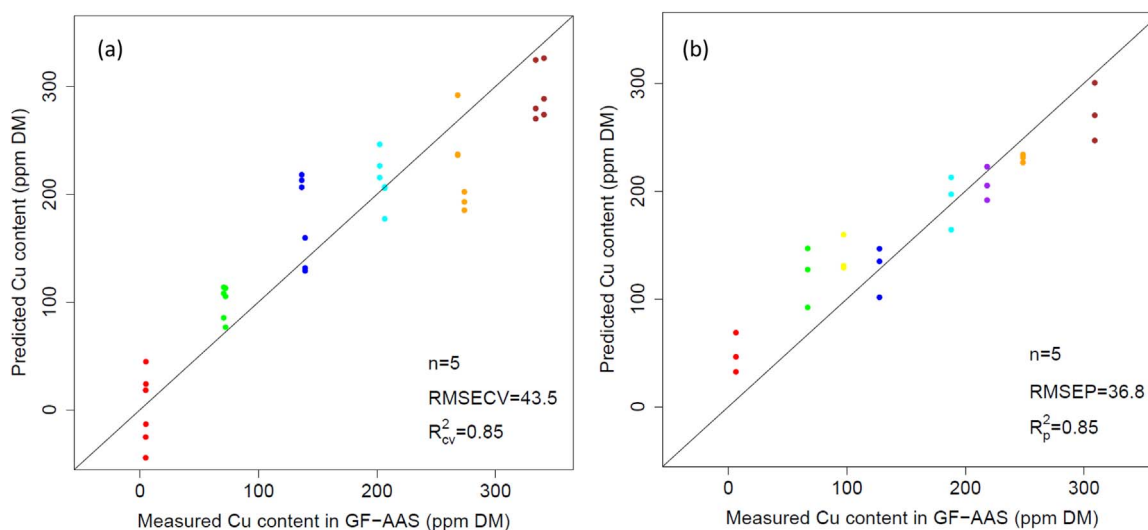 (a)
Predicted Cu content (ppm DM)
300
200
100
0
n=5
RMSECV=43.5
R²cv=0.85
0 100 200 300
Measured Cu content in GF−AAS (ppm DM)
(b)
Predicted Cu content (ppm DM)
300
200
100
0
n=5
RMSEP=36.8
R²p=0.85
0 100 200 300
Measured Cu content in GF−AAS (ppm DM)